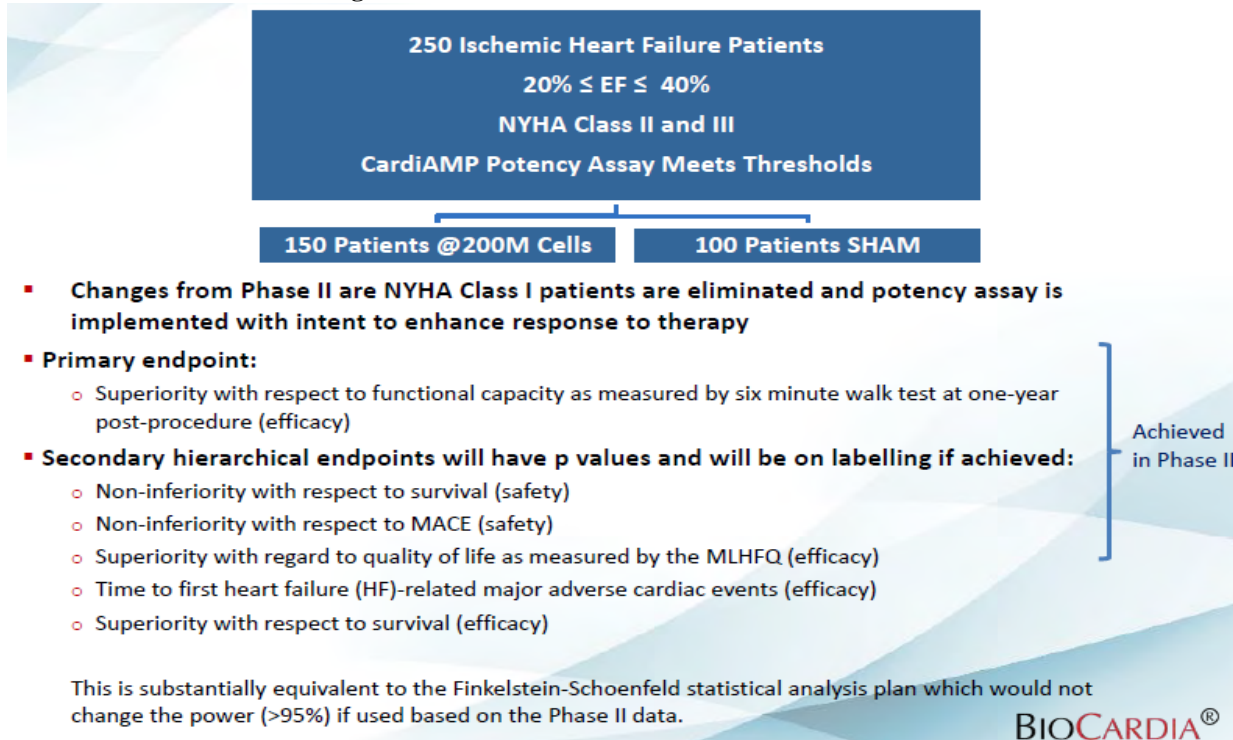 250 Ischemic Heart Failure Patients
20% ≤ EF ≤ 40%
NYHA Class II and III
CardiAMP Potency Assay Meets Thresholds
150 Patients @200M Cells
100 Patients SHAM
▪ Changes from Phase II are NYHA Class I patients are eliminated and potency assay is
implemented with intent to enhance response to therapy
▪ Primary endpoint:
o Superiority with respect to functional capacity as measured by six minute walk test at one-year
post-procedure (efficacy)
▪ Secondary hierarchical endpoints will have p values and will be on labelling if achieved:
o Non-inferiority with respect to survival (safety)
o Non-inferiority with respect to MACE (safety)
o Superiority with regard to quality of life as measured by the MLHFQ (efficacy)
o Time to first heart failure (HF)-related major adverse cardiac events (efficacy)
o Superiority with respect to survival (efficacy)
Achieved
in Phase II
This is substantially equivalent to the Finkelstein-Schoenfeld statistical analysis plan which would not
change the power (>95%) if used based on the Phase II data.
BIOCARDIA®